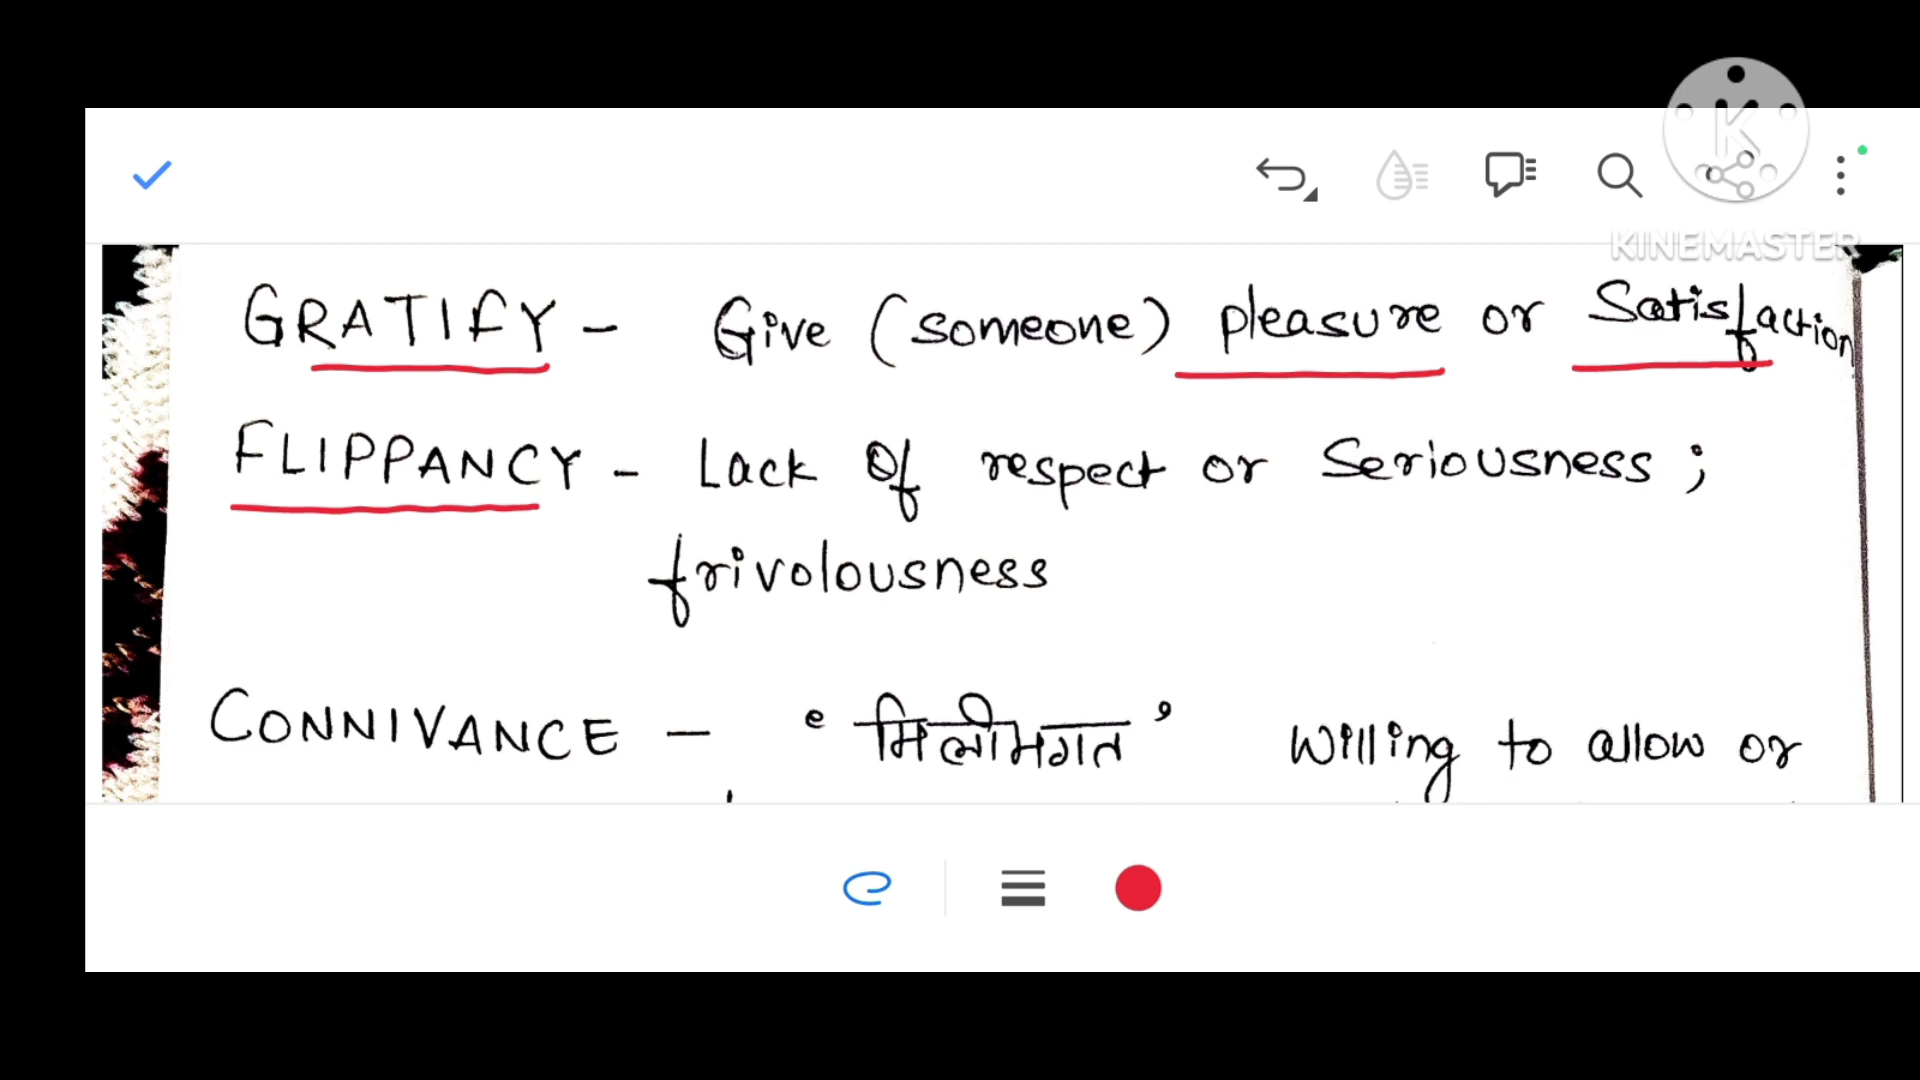 KINEMASTER
GRATIFY - Give (someone) pleasure or Satisfaction
FLIPPANCY - Lack Of respect or Seriousness ;
frivolousness
CONNIVANCE - ' मिलीभगत ' Willing to allow or